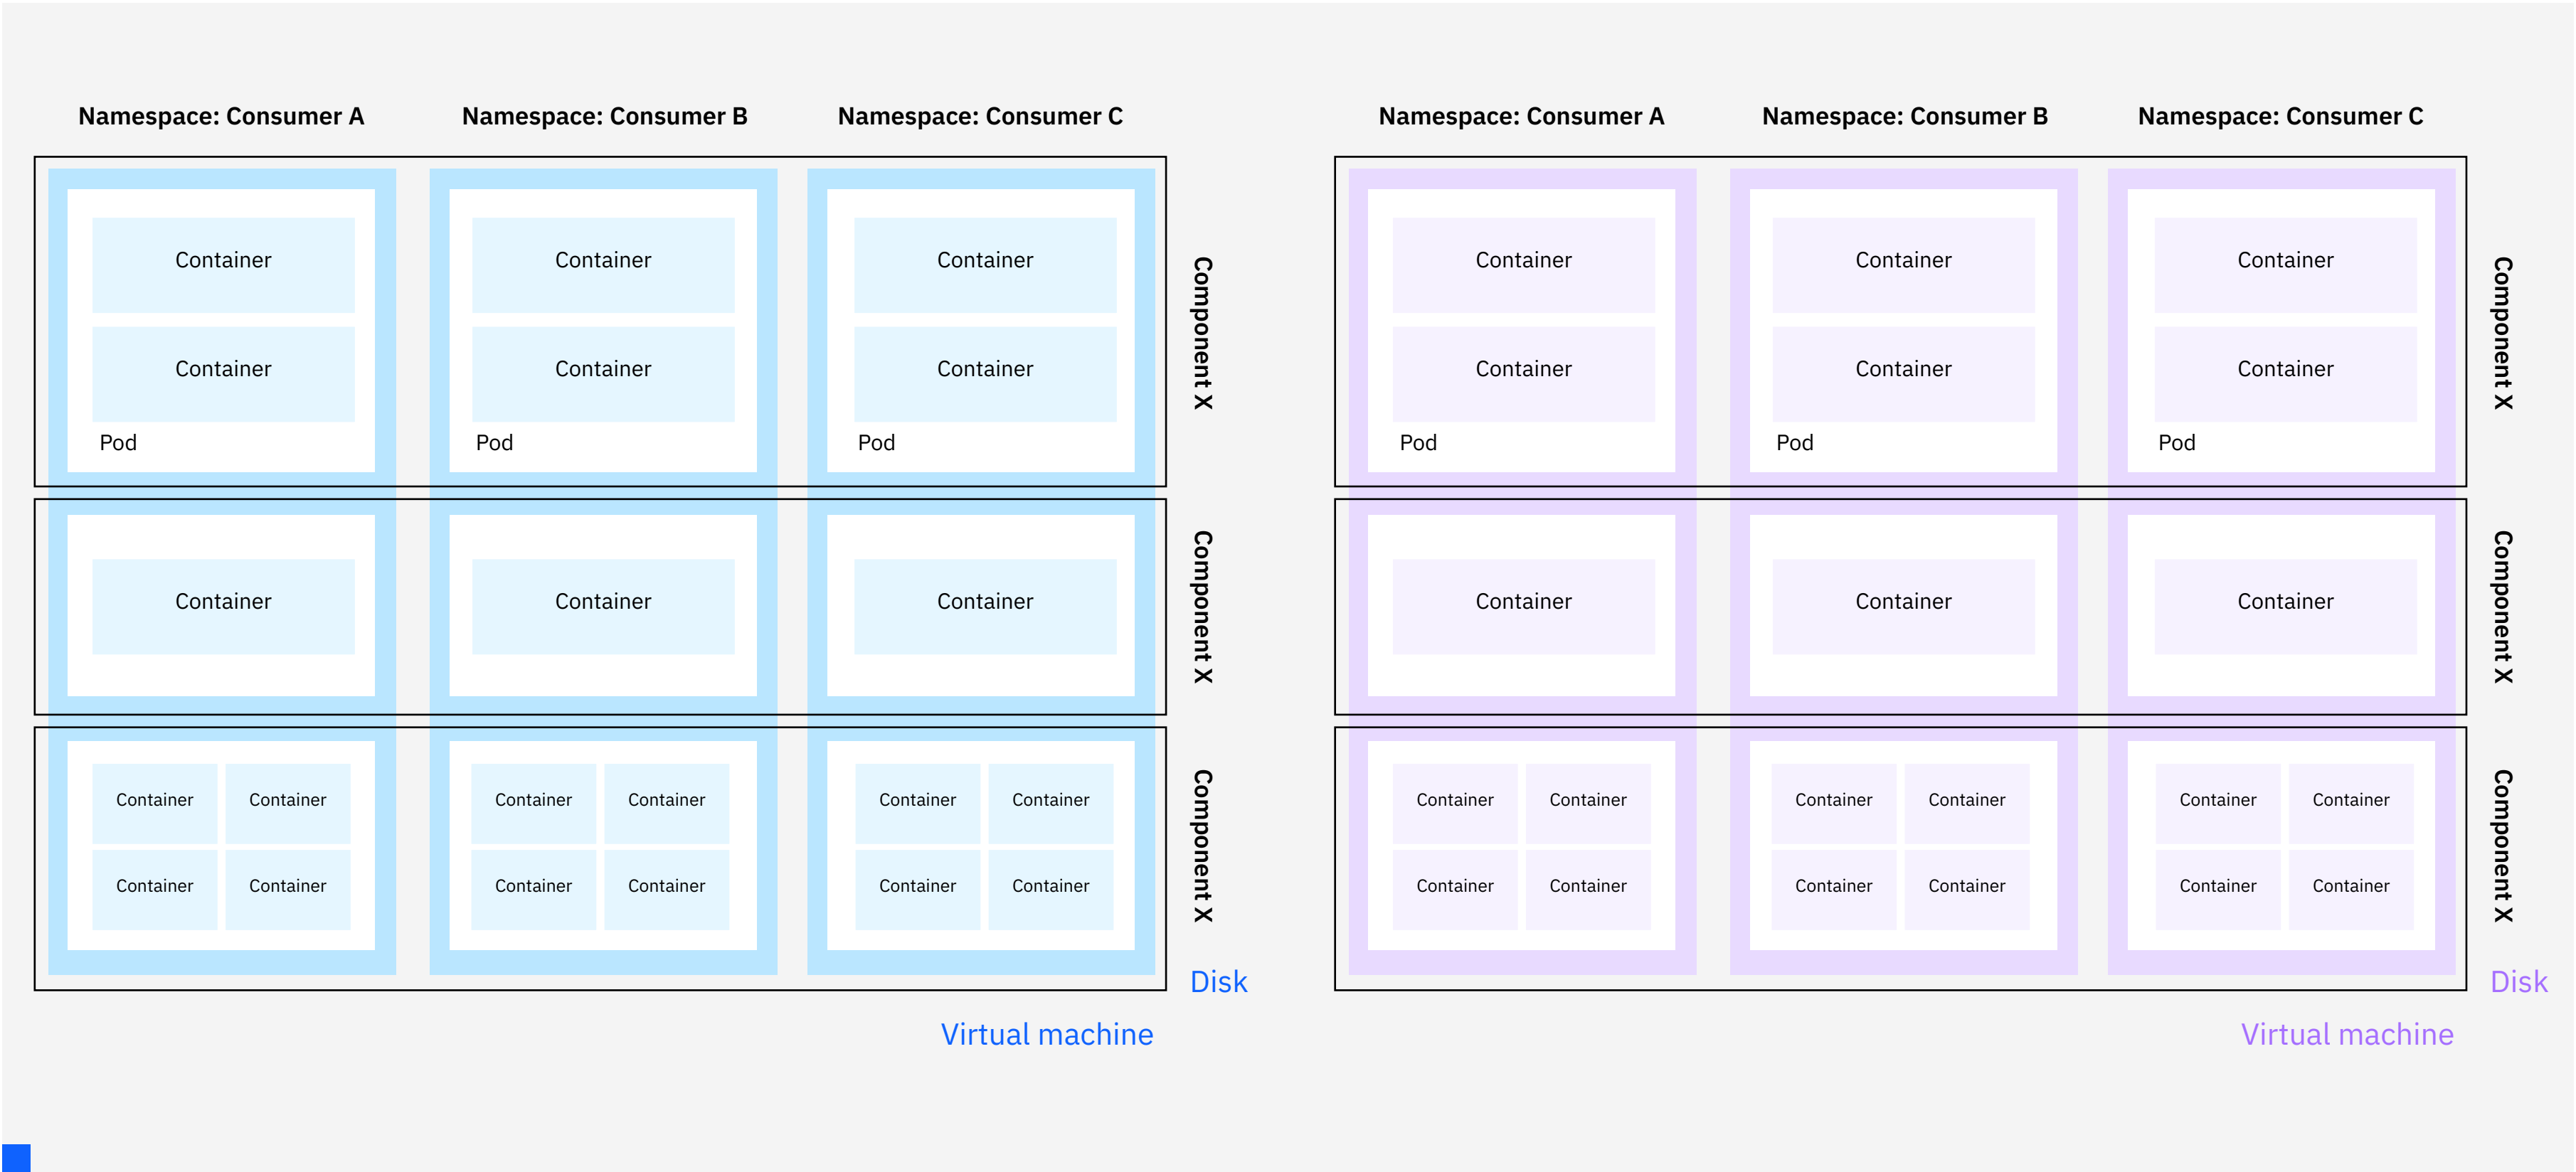 Namespace: Consumer A
Namespace: Consumer B
Namespace: Consumer C
Container
Container
Container
Container
Container
Container
Pod
Pod
Pod
Component X
Container
Container
Container
Component X
Container
Container
Container
Container
Container
Container
Container
Container
Container
Container
Container
Container
Component X
Disk
Virtual machine
Namespace: Consumer A
Namespace: Consumer B
Namespace: Consumer C
Container
Container
Container
Container
Container
Container
Pod
Pod
Pod
Component X
Container
Container
Container
Component X
Container
Container
Container
Container
Container
Container
Container
Container
Container
Container
Container
Container
Component X
Disk
Virtual machine